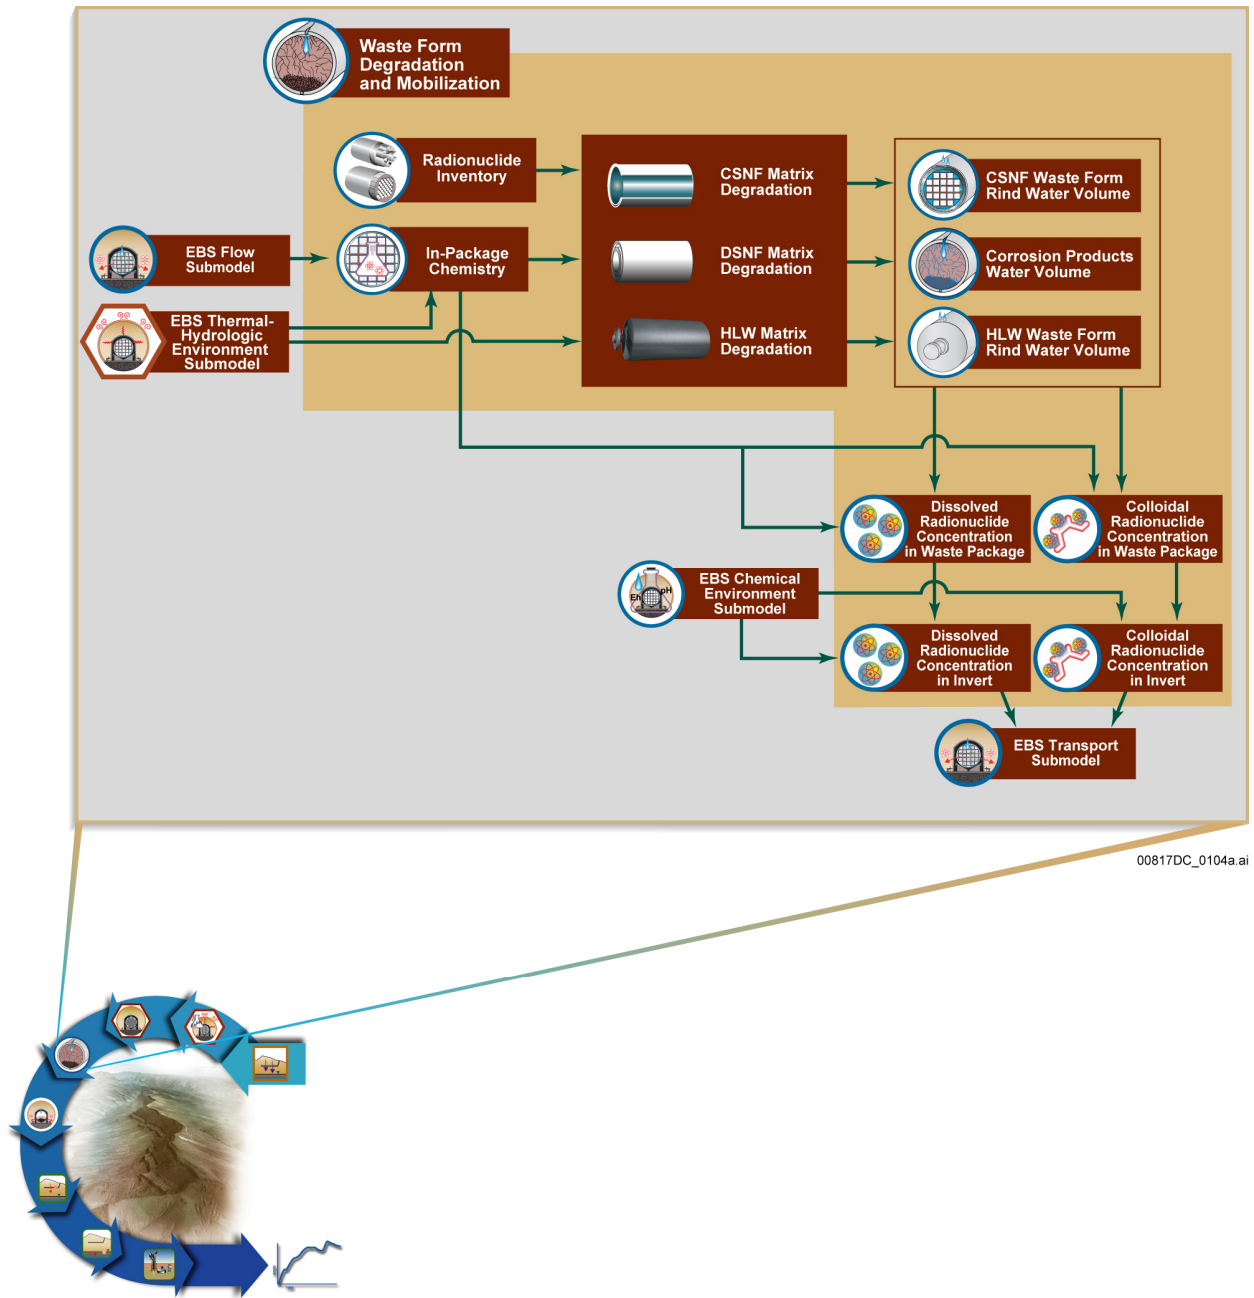 Waste Form
Degradation
and Mobilization
Radionuclide
Inventory
CSNF Matrix
Degradation
CSNF Waste Form
Rind Water Volume
EBS Flow
Submodel
In-Package
Chemistry
DSNF Matrix
Degradation
Corrosion Products
Water Volume
EBS Thermal-
Hydrologic
Environment
Submodel
HLW Matrix
Degradation
HLW Waste Form
Rind Water Volume
Dissolved
Radionuclide
Concentration
in Waste Package
Colloidal
Radionuclide
Concentration
in Waste Package
Eh
pH
EBS Chemical
Environment
Submodel
Dissolved
Radionuclide
Concentration
in Invert
Colloidal
Radionuclide
Concentration
in Invert
EBS Transport
Submodel
00817DC_0104a.ai